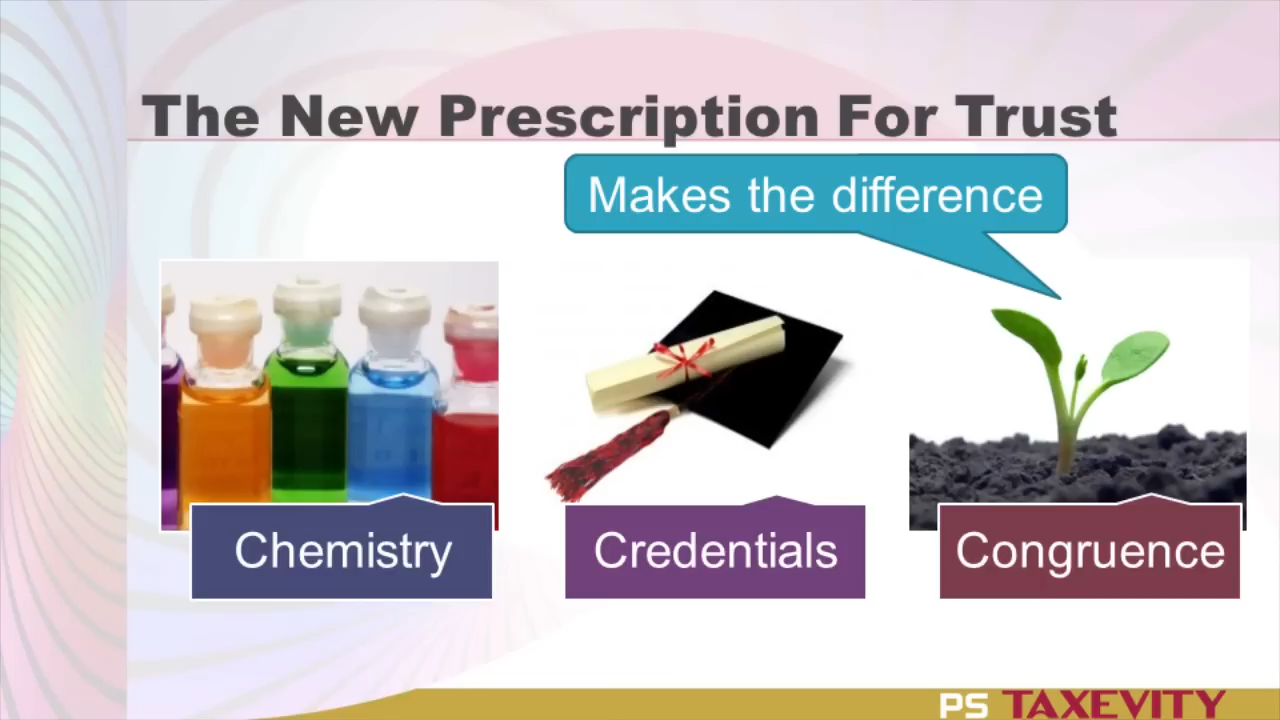 The New Prescription For Trust
Makes the difference
Chemistry
Credentials
Congruence
PS TAXEVITY